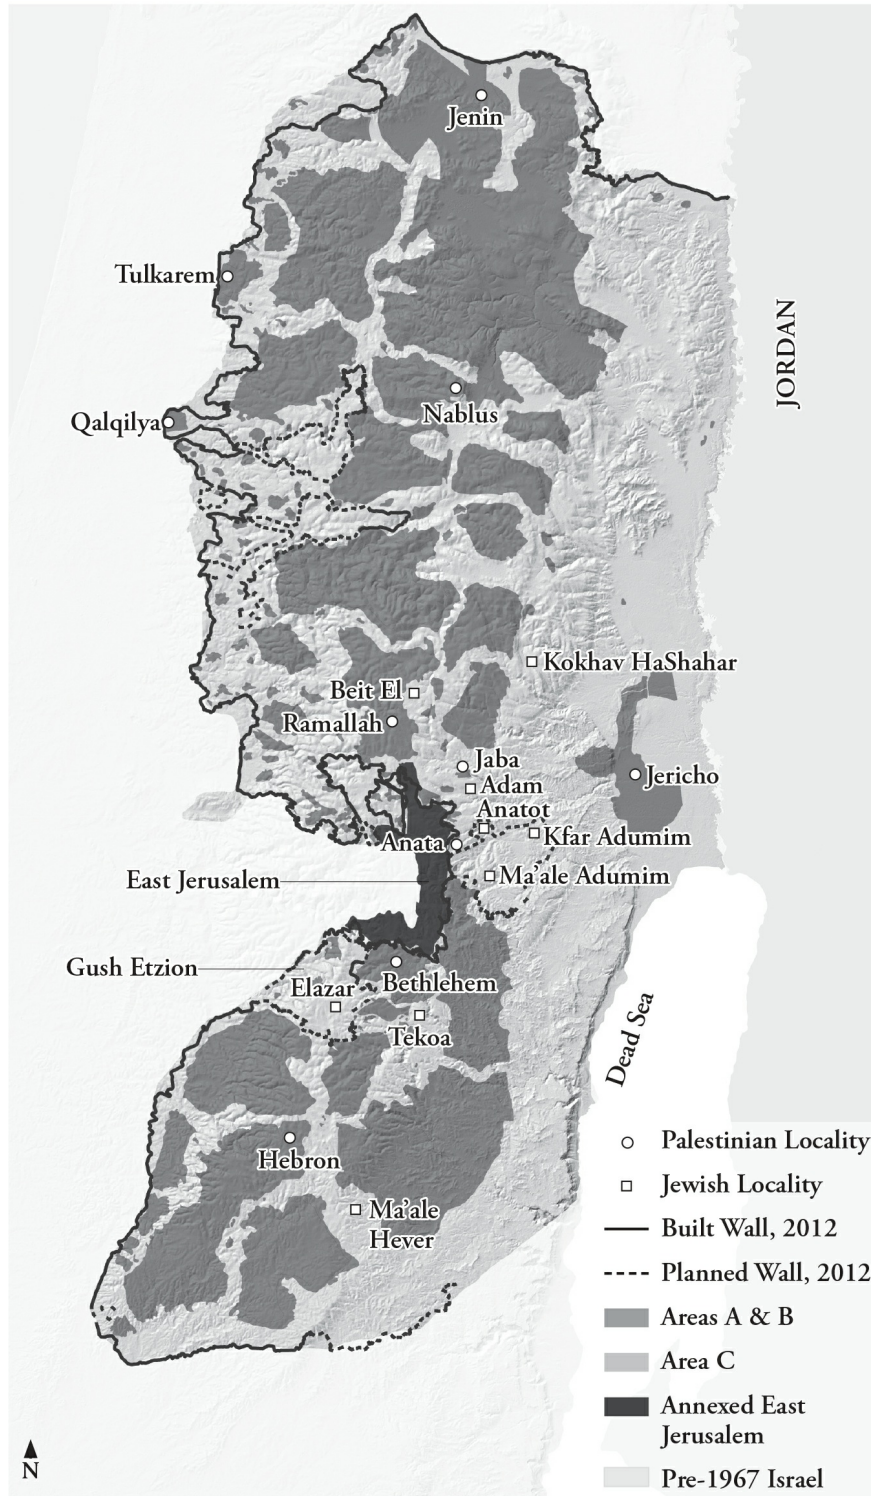 Jenin
JORDAN
Tulkarem
Nablus
Qalqilya
Kokhav HaShahar
Beit El
Ramallah
Jaba
Jericho
Adam
Anatot
Kfar Adumim
Anata
Ma'ale Adumim
East Jerusalem
Gush Etzion
Bethlehem
Elazar
Tekoa
Dead Sea
Hebron
Ma'ale
Hever
Palestinian Locality
Jewish Locality
Built Wall, 2012
Planned Wall, 2012
Areas A & B
Area C
Annexed East
Jerusalem
Pre-1967 Israel
N